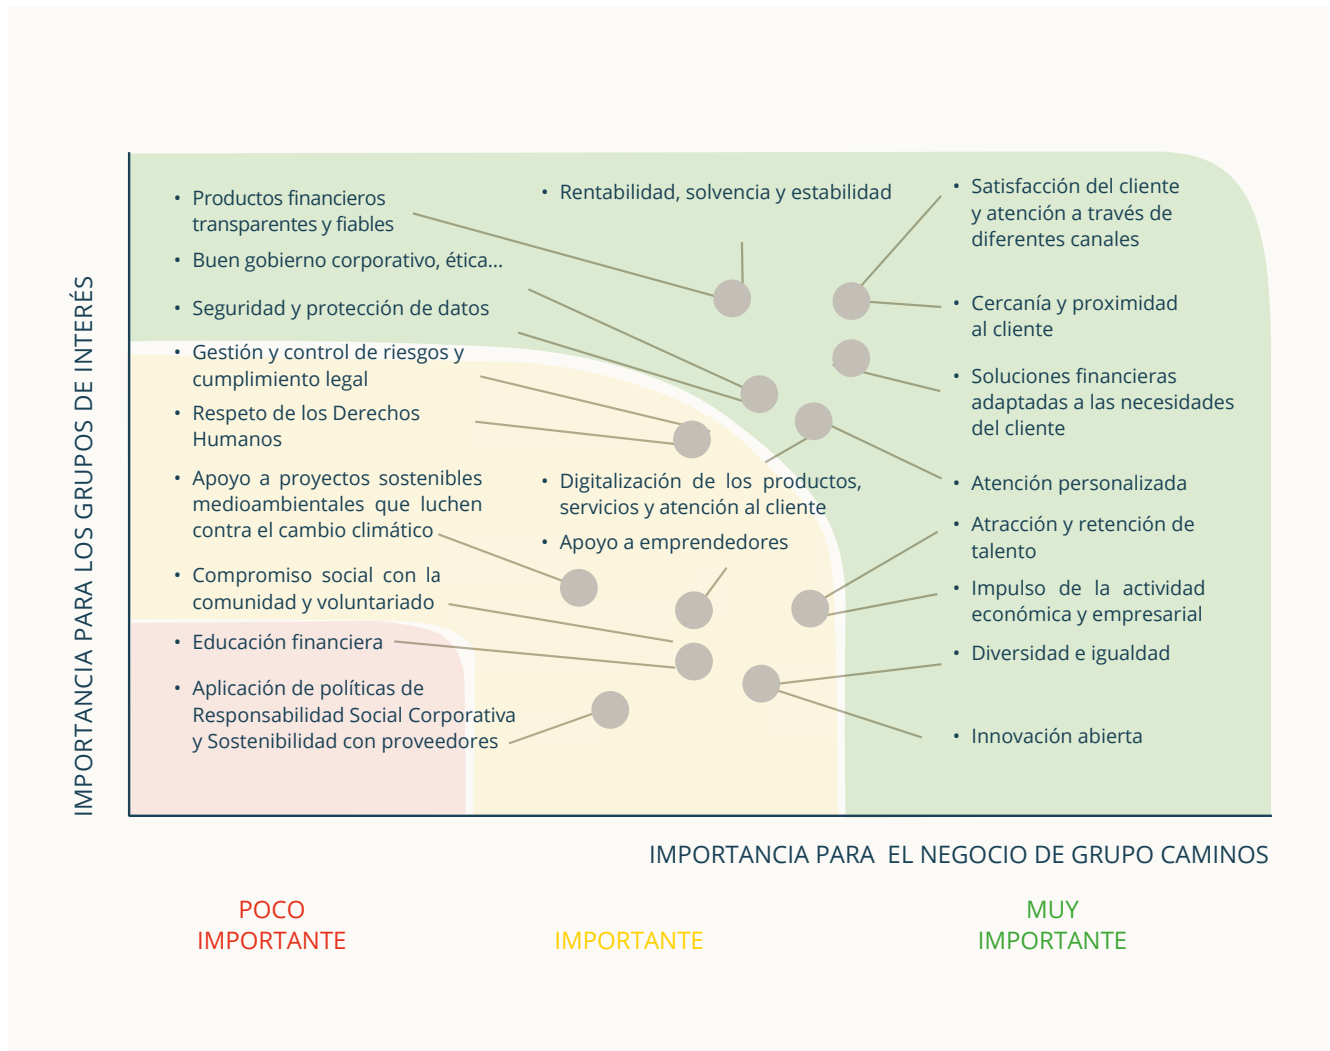 IMPORTANCIA PARA LOS GRUPOS DE INTERÉS
• Productos financieros
transparentes y fiables
• Buen gobierno corporativo, ética...
• Seguridad y protección de datos
• Gestión y control de riesgos y
cumplimiento legal
• Respeto de los Derechos
Humanos
• Apoyo a proyectos sostenibles
medioambientales que luchen
contra el cambio climático
• Compromiso social con la
comunidad y voluntariado
• Educación financiera
• Aplicación de políticas de
Responsabilidad Social Corporativa
y Sostenibilidad con proveedores
• Rentabilidad, solvencia y estabilidad
• Digitalización de los productos,
servicios y atención al cliente
• Apoyo a emprendedores
• Satisfacción del cliente
y atención a través de
diferentes canales
• Cercanía y proximidad
al cliente
• Soluciones financieras
adaptadas a las necesidades
del cliente
• Atención personalizada
• Atracción y retención de
talento
• Impulso de la actividad
económica y empresarial
• Diversidad e igualdad
• Innovación abierta
IMPORTANCIA PARA EL NEGOCIO DE GRUPO CAMINOS
POCO
IMPORTANTE
IMPORTANTE
MUY
IMPORTANTE